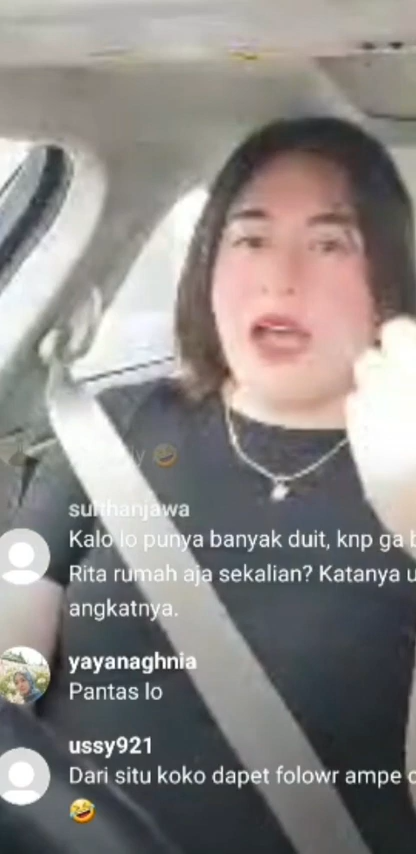 sulthanjawa
Kalo lo punya banyak duit, knp ga
Rita rumah aja sekalian? Katanya
angkatnya.
yayanaghnia
Pantas lo
ussy921
Dari situ koko dapet folowr ampe
🤣